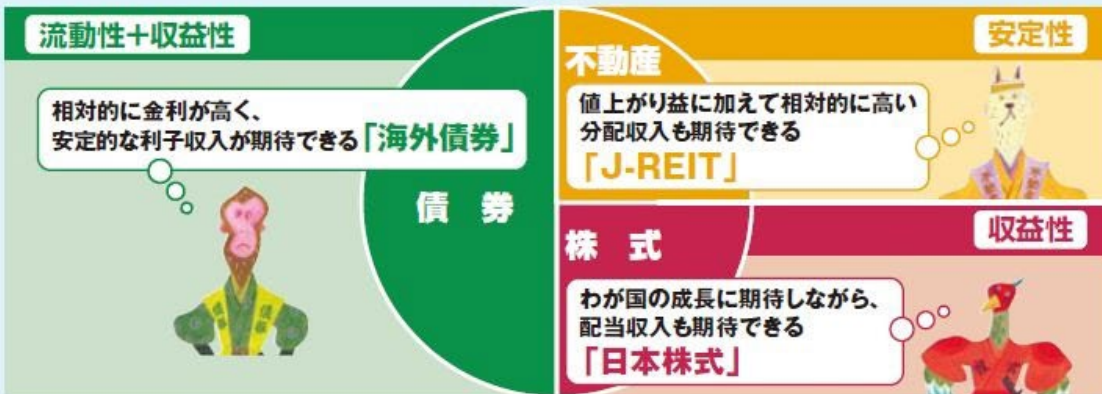 流動性+収益性
相対的に金利が高く、
安定的な利子収入が期待できる「海外債券」
債券
債券
債券
不動産
安定性
値上がり益に加えて相対的に高い
分配収入も期待できる
「J-REIT」
株式
収益性
わが国の成長に期待しながら、
配当収入も期待できる
「日本株式」